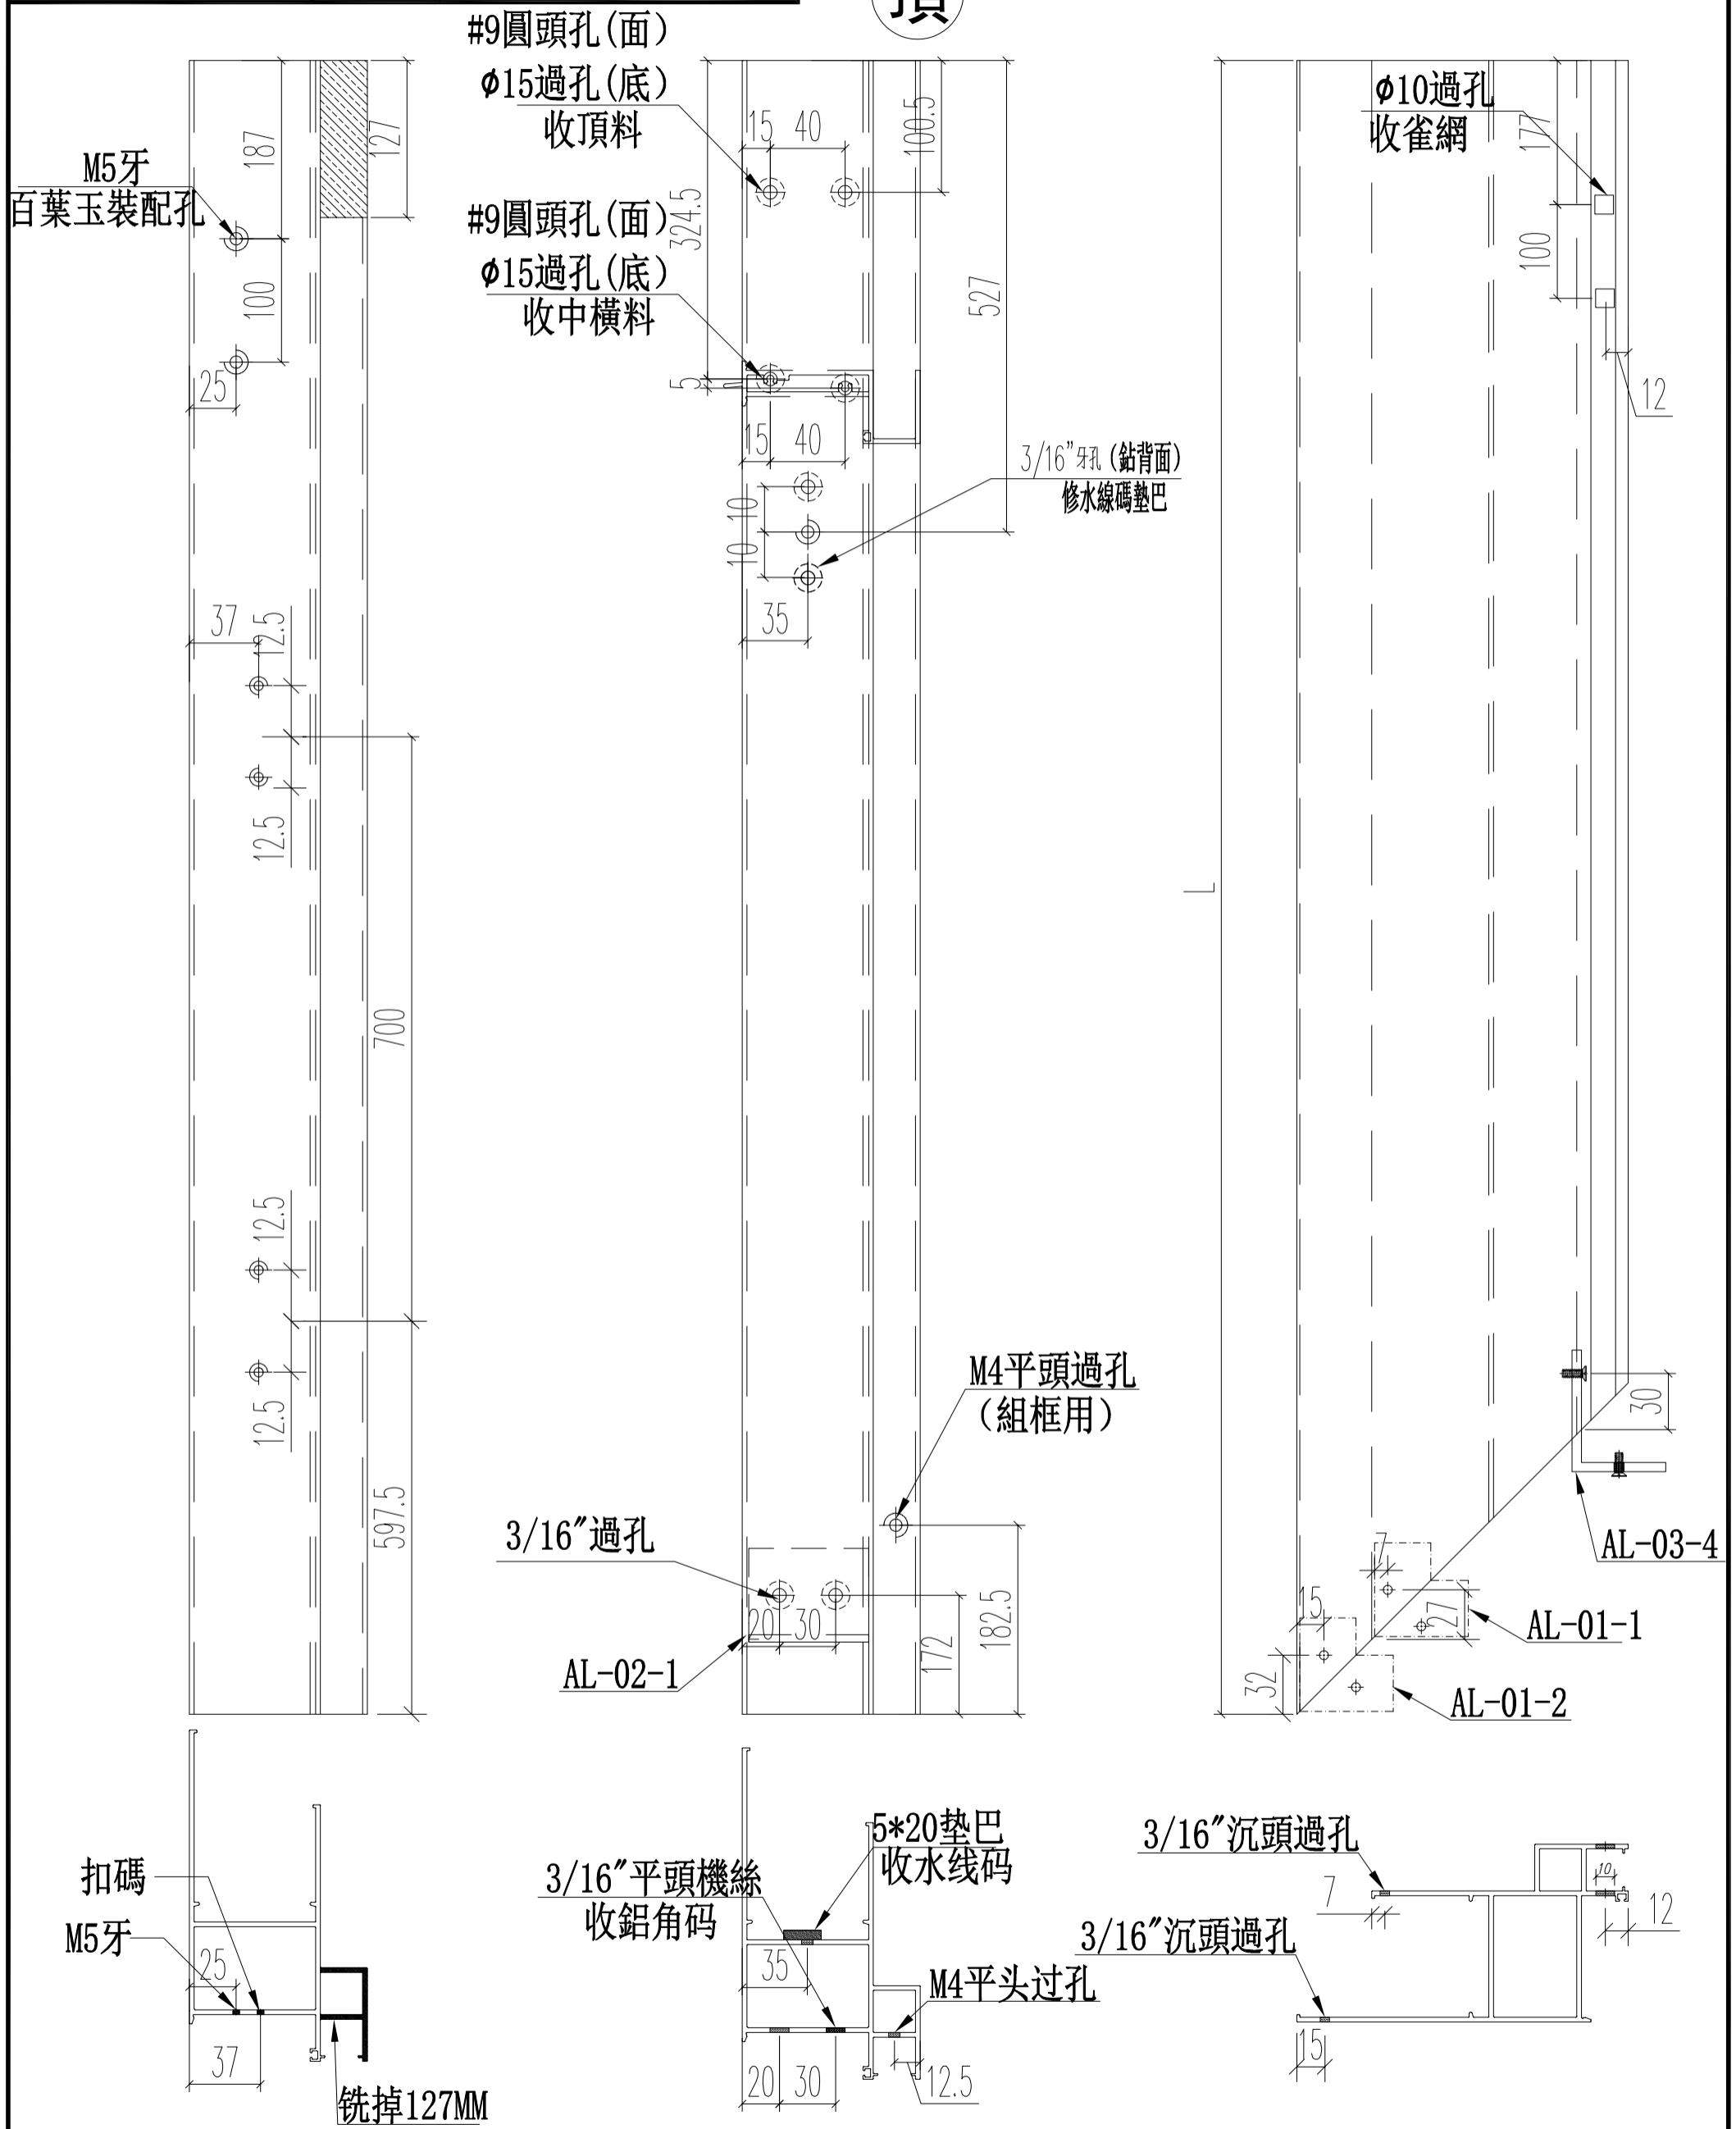 頂
#9圓頭孔(面)
ϕ15過孔(底)
收頂料
187
127
M5牙
百葉玉裝配孔
100
25
15
40
100.5
324.5
#9圓頭孔(面)
ϕ15過孔(底)
收中橫料
527
5
15
40
3/16"牙孔(鉆背面)
修水線碼墊巴
10
10
35
ϕ10過孔
收雀網
177
100
12
37
12.5
12.5
700
12.5
12.5
597.5
L
M4平頭過孔
(組框用)
3/16"過孔
20
30
AL-02-1
172
182.5
30
AL-03-4
7
15
27
AL-01-1
32
AL-01-2
扣碼
M5牙
25
37
铣掉127MM
5*20垫巴
收水线码
3/16"平頭機絲
收鋁角码
35
M4平头过孔
20
30
12.5
3/16"沉頭過孔
7
10
12
3/16"沉頭過孔
15